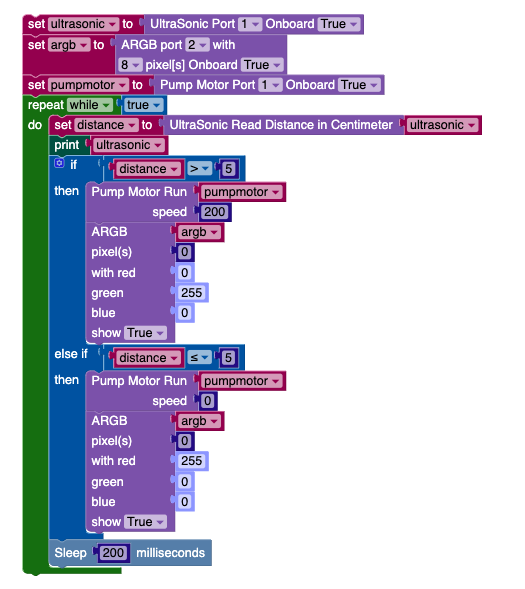 set ultrasonic to UltraSonic Port 1 Onboard True
set argb to ARGB port 2 with
8 pixel[s] Onboard True
set pumpmotor to Pump Motor Port 1 Onboard True
repeat while true
do set distance to UltraSonic Read Distance in Centimeter ultrasonic
print ultrasonic
if distance > 5
then Pump Motor Run pumpmotor
speed 200
ARGB argb
pixel(s) 0
with red 0
green 255
blue 0
show True
else if distance ≤ 5
then Pump Motor Run pumpmotor
speed 0
ARGB argb
pixel(s) 0
with red 255
green 0
blue 0
show True
Sleep 200 milliseconds